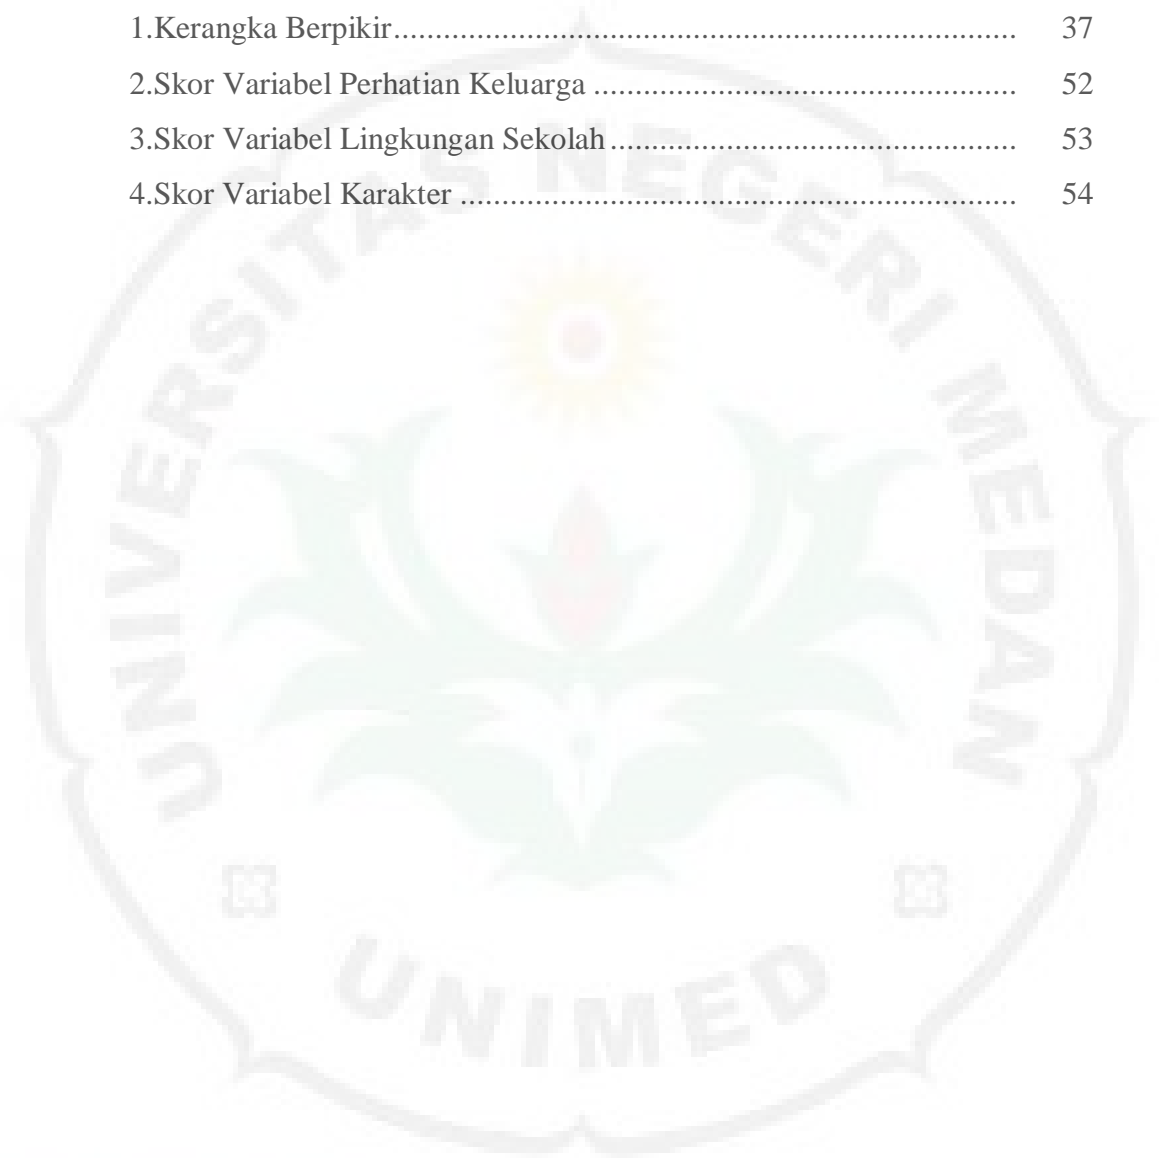 1.Kerangka Berpikir........................................................................... 37
2.Skor Variabel Perhatian Keluarga ................................................... 52
3.Skor Variabel Lingkungan Sekolah ................................................. 53
4.Skor Variabel Karakter ................................................................... 54
UNIVERSITAS NEGERI MEDAN
UNIMED